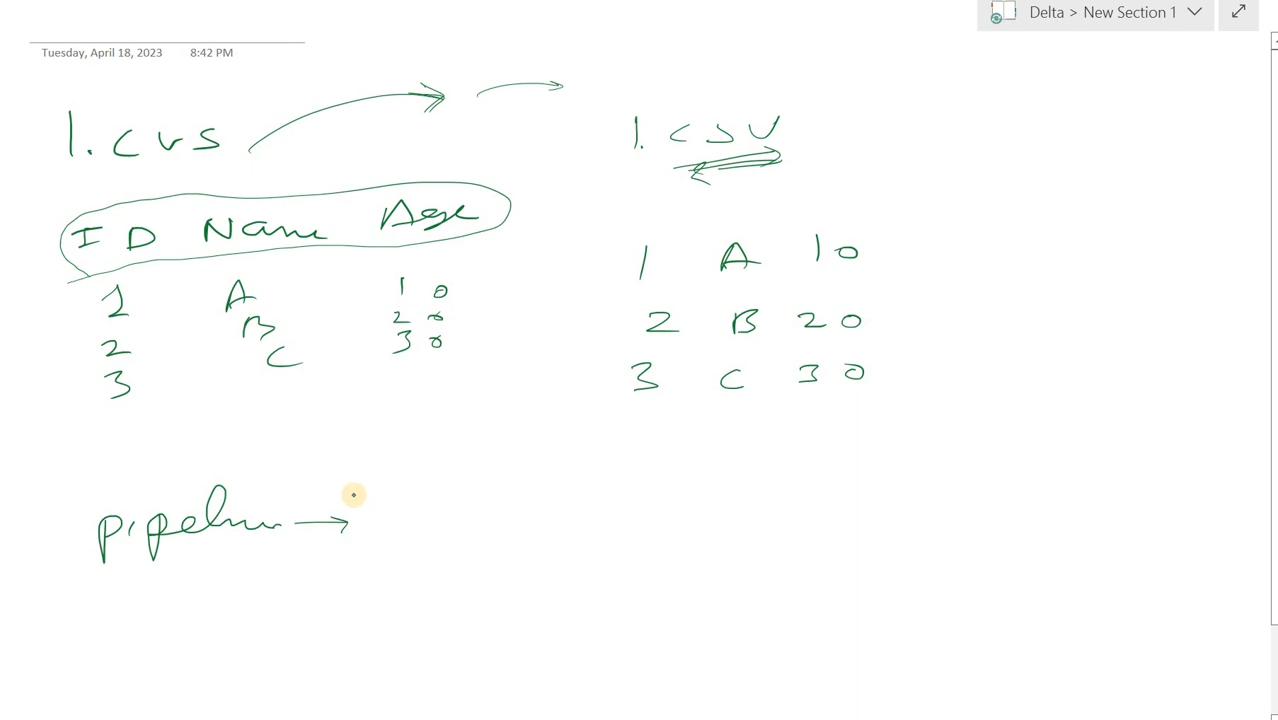 Delta > New Section 1
Tuesday, April 18, 2023 8:42 PM
1. cvs
ID Name Age
1 A 10
2 B 20
3 C 30
1. CSV
1 A 10
2 B 20
3 C 30
pipeline